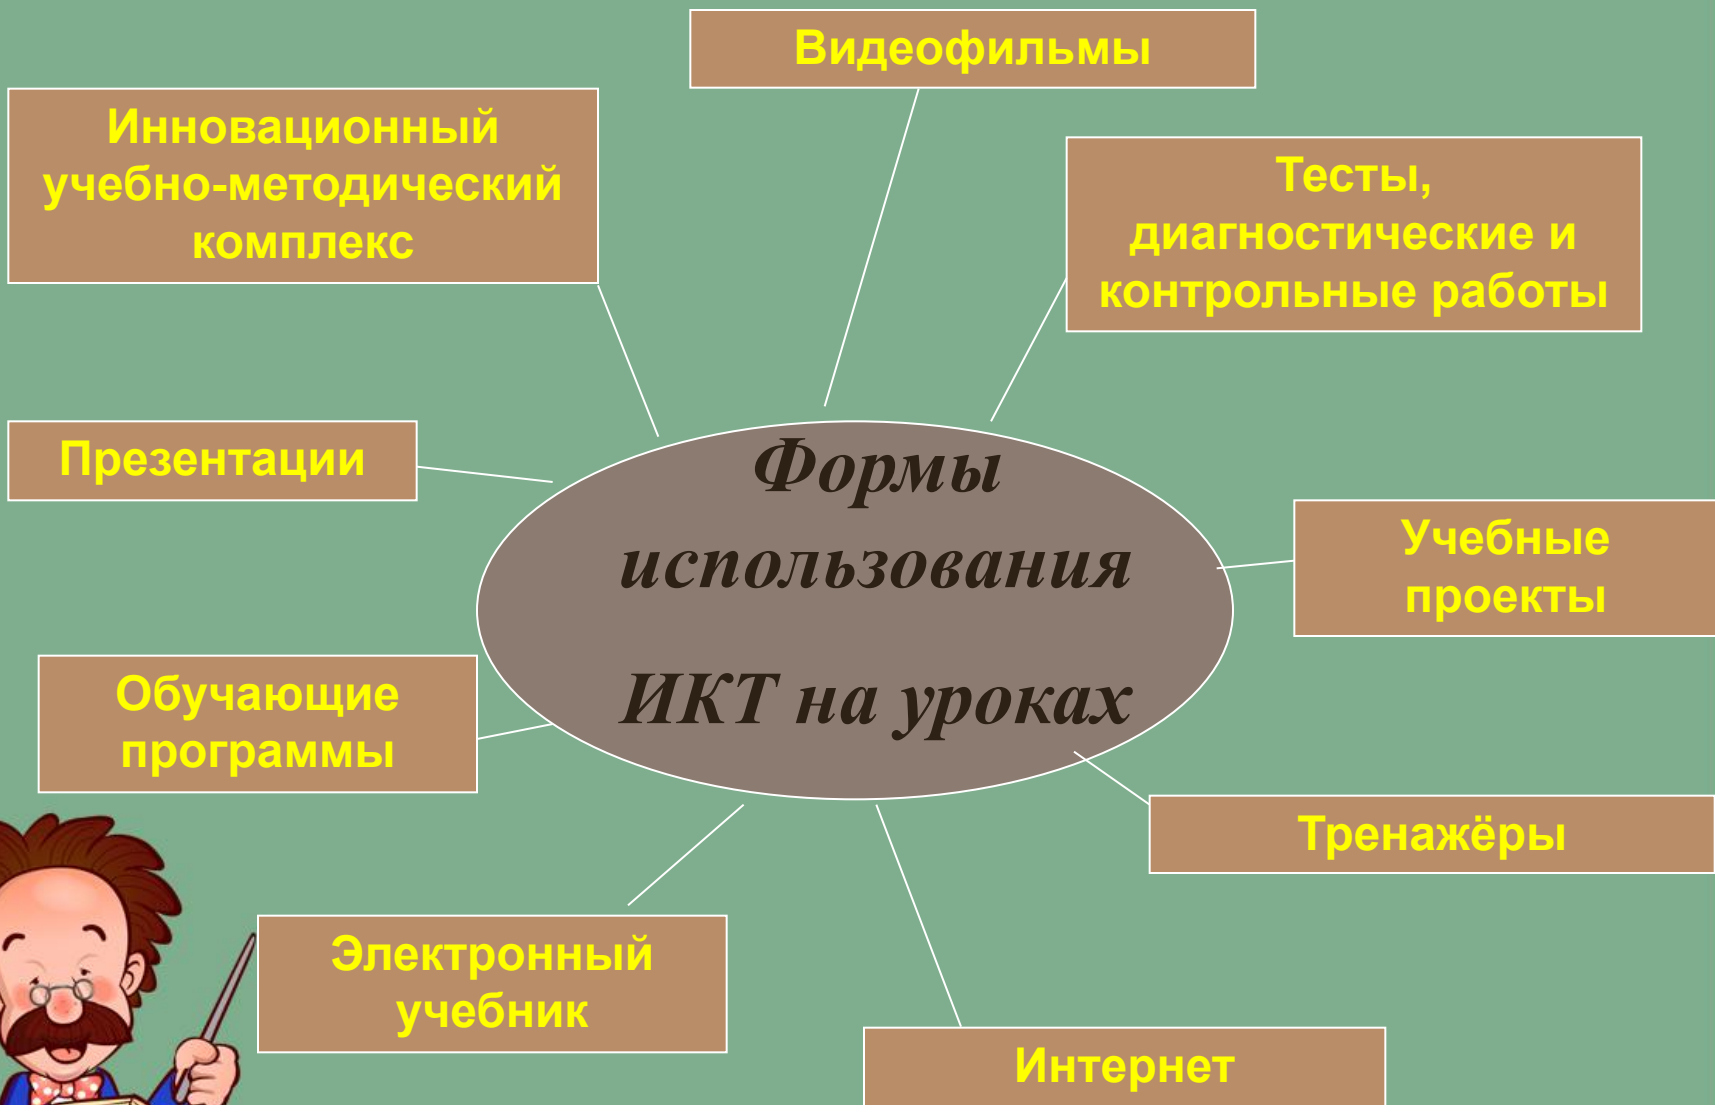 Видеофильмы
Инновационный
учебно-методический
комплекс
Тесты,
диагностические и
контрольные работы
Презентации
Формы
использования
ИКТ на уроках
Учебные
проекты
Обучающие
программы
Тренажёры
Электронный
учебник
Интернет